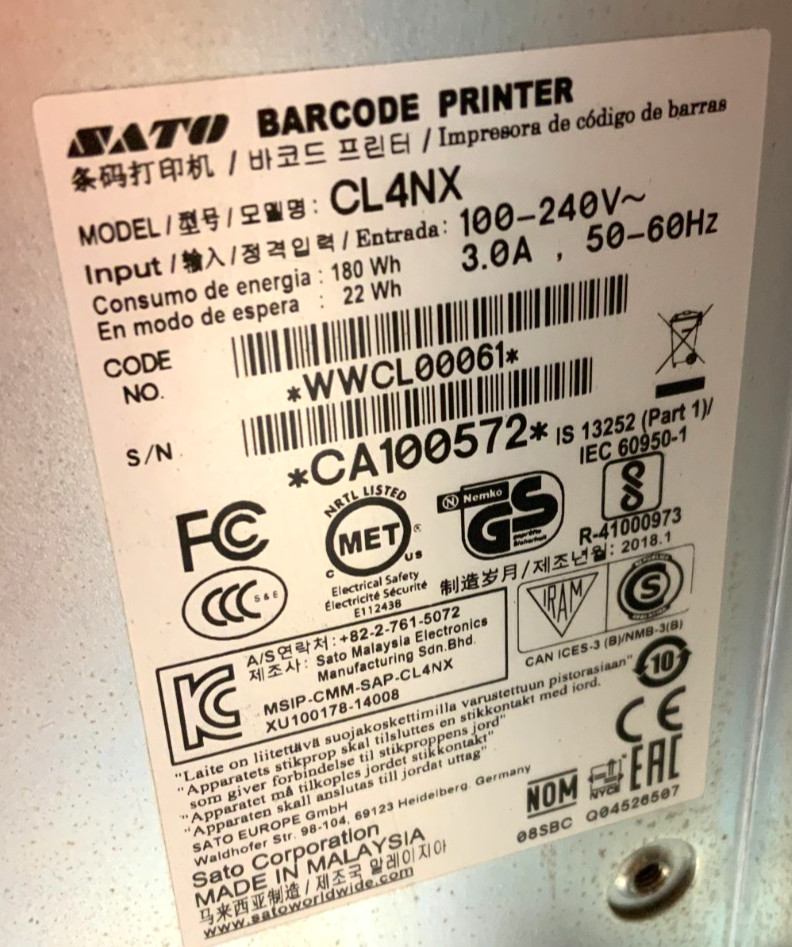 SATO BARCODE PRINTER
条码打印机 / 바코드 프린터 / Impresora de código de barras
MODEL / 型号 / 모델명 : CL4NX
Input / 输入 / 정격입력 / Entrada : 100-240V~
3.0A , 50-60Hz
Consumo de energia : 180 Wh
En modo de espera : 22 Wh
CODE NO.
*WWCL00061*
S/N
*CA100572*
IS 13252 (Part 1)/
IEC 60950-1
R-41000973
FC
NRTL LISTED
MET ®
C US
Electrical Safety
Électricité Sécurité
E112438
N Nemko
GS
geprüfte
Sicherheit
制造岁月 / 제조년월 : 2018.1
CCC S&E
IRAM
S
CAN ICES-3 (B)/NMB-3(B)
KC
A/S연락처 : +82-2-761-5072
제조사 : Sato Malaysia Electronics
Manufacturing Sdn.Bhd.
MSIP-CMM-SAP-CL4NX
XU100178-14008
10
CE
"Laite on liitettävä suojakoskettimilla varustettuun pistorasiaan"
"Apparatets stikprop skal tilsluttes en stikkontakt med jord.
som giver forbindelse til stikproppens jord"
"Apparatet må tilkoples jordet stikkontakt"
"Apparaten skall anslutas till jordat uttag"
SATO EUROPE GmbH
Waldhofer Str. 98-104, 69123 Heidelberg. Germany
NOM
NYCE
EAC
08SBC Q04526507
Sato Corporation
MADE IN MALAYSIA
马来西亚制造 / 제조국 말레이지아
www.satoworldwide.com